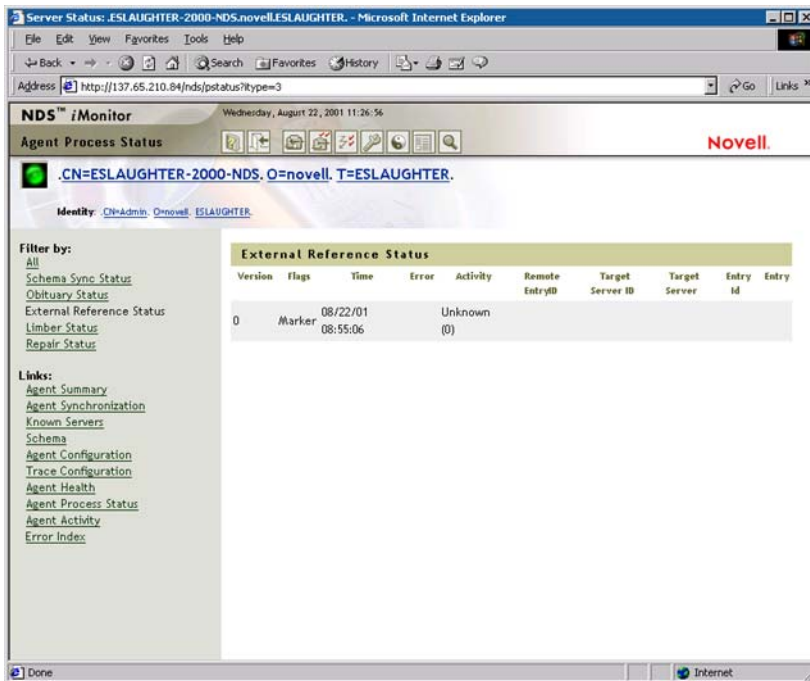 Server Status: .ESLAUGHTER-2000-NDS.novell.ESLAUGHTER. - Microsoft Internet Explorer
File Edit View Favorites Tools Help
Back Search Favorites History
Address http://137.65.210.84/nds/pstatus?itype=3 Go Links »
NDS™ iMonitor Wednesday, August 22, 2001 11:26:56
Agent Process Status Novell.
.CN=ESLAUGHTER-2000-NDS. O=novell. T=ESLAUGHTER.
Identity: .CN=Admin. O=novell. ESLAUGHTER.
Filter by:
All
Schema Sync Status
Obituary Status
External Reference Status
Limber Status
Repair Status
Links:
Agent Summary
Agent Synchronization
Known Servers
Schema
Agent Configuration
Trace Configuration
Agent Health
Agent Process Status
Agent Activity
Error Index
External Reference Status
Version Flags Time Error Activity Remote EntryID Target Server ID Target Server Entry Id Entry
0 Marker 08/22/01 08:55:06 Unknown (0)
Done Internet